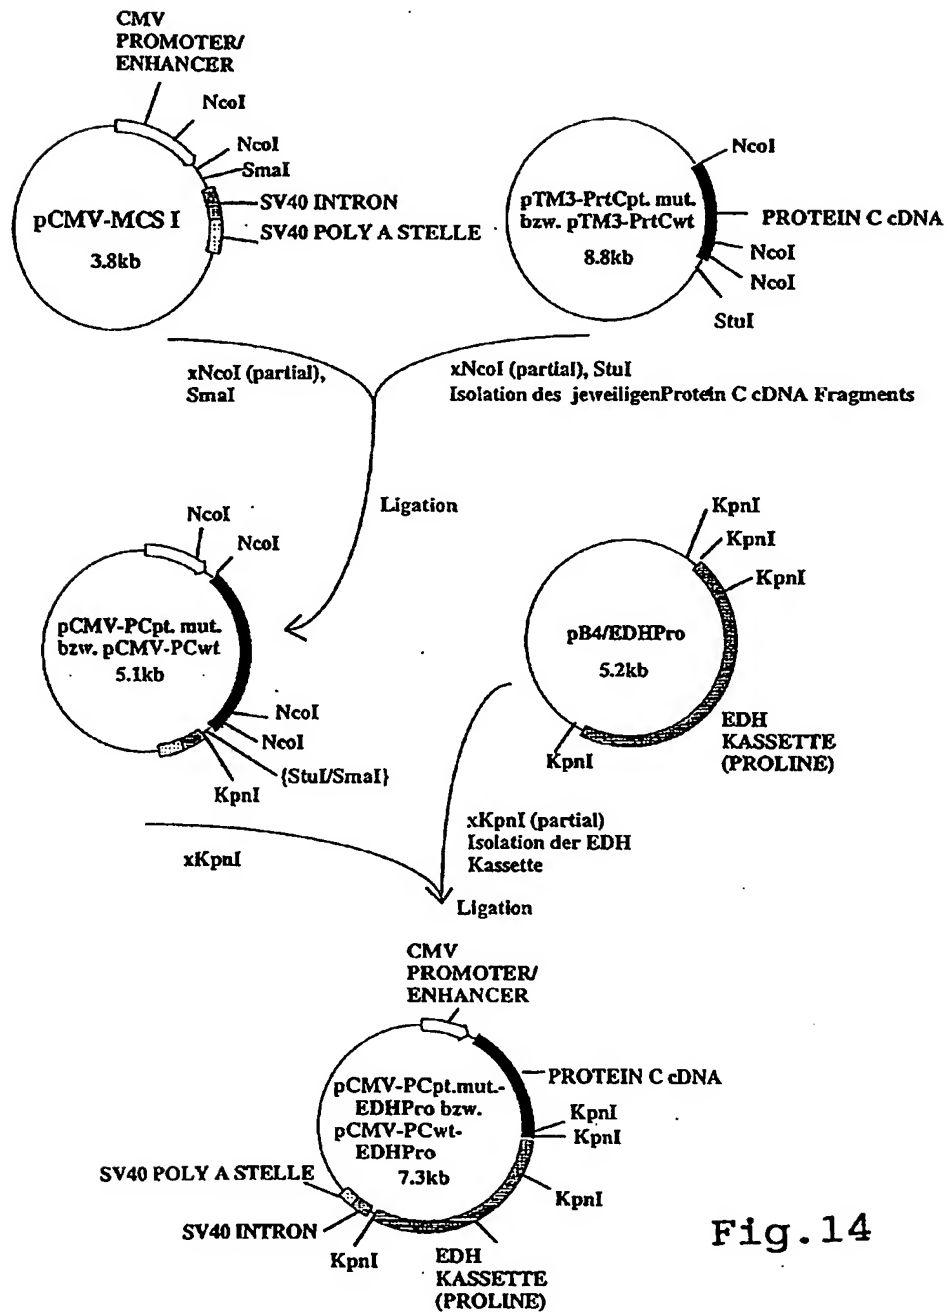 CMV
PROMOTER/
ENHANCER
NcoI
NcoI
SmaI
SV40 INTRON
SV40 POLY A STELLE
pCMV-MCS I
3.8kb
NcoI
pTM3-PrtCpt. mut.
bzw. pTM3-PrtCwt
8.8kb
PROTEIN C cDNA
NcoI
NcoI
StuI
xNcoI (partial),
SmaI
xNcoI (partial), StuI
Isolation des jeweiligenProtein C cDNA Fragments
Ligation
NcoI
NcoI
pCMV-PCpt. mut.
bzw. pCMV-PCwt
5.1kb
NcoI
NcoI
{StuI/SmaI}
KpnI
KpnI
KpnI
KpnI
pB4/EDHPro
5.2kb
EDH
KASSETTE
(PROLINE)
KpnI
xKpnI
xKpnI (partial)
Isolation der EDH
Kassette
Ligation
CMV
PROMOTER/
ENHANCER
pCMV-PCpt.mut.-
EDHPro bzw.
pCMV-PCwt-
EDHPro
7.3kb
PROTEIN C cDNA
KpnI
KpnI
KpnI
SV40 POLY A STELLE
SV40 INTRON
KpnI
EDH
KASSETTE
(PROLINE)
Fig.14